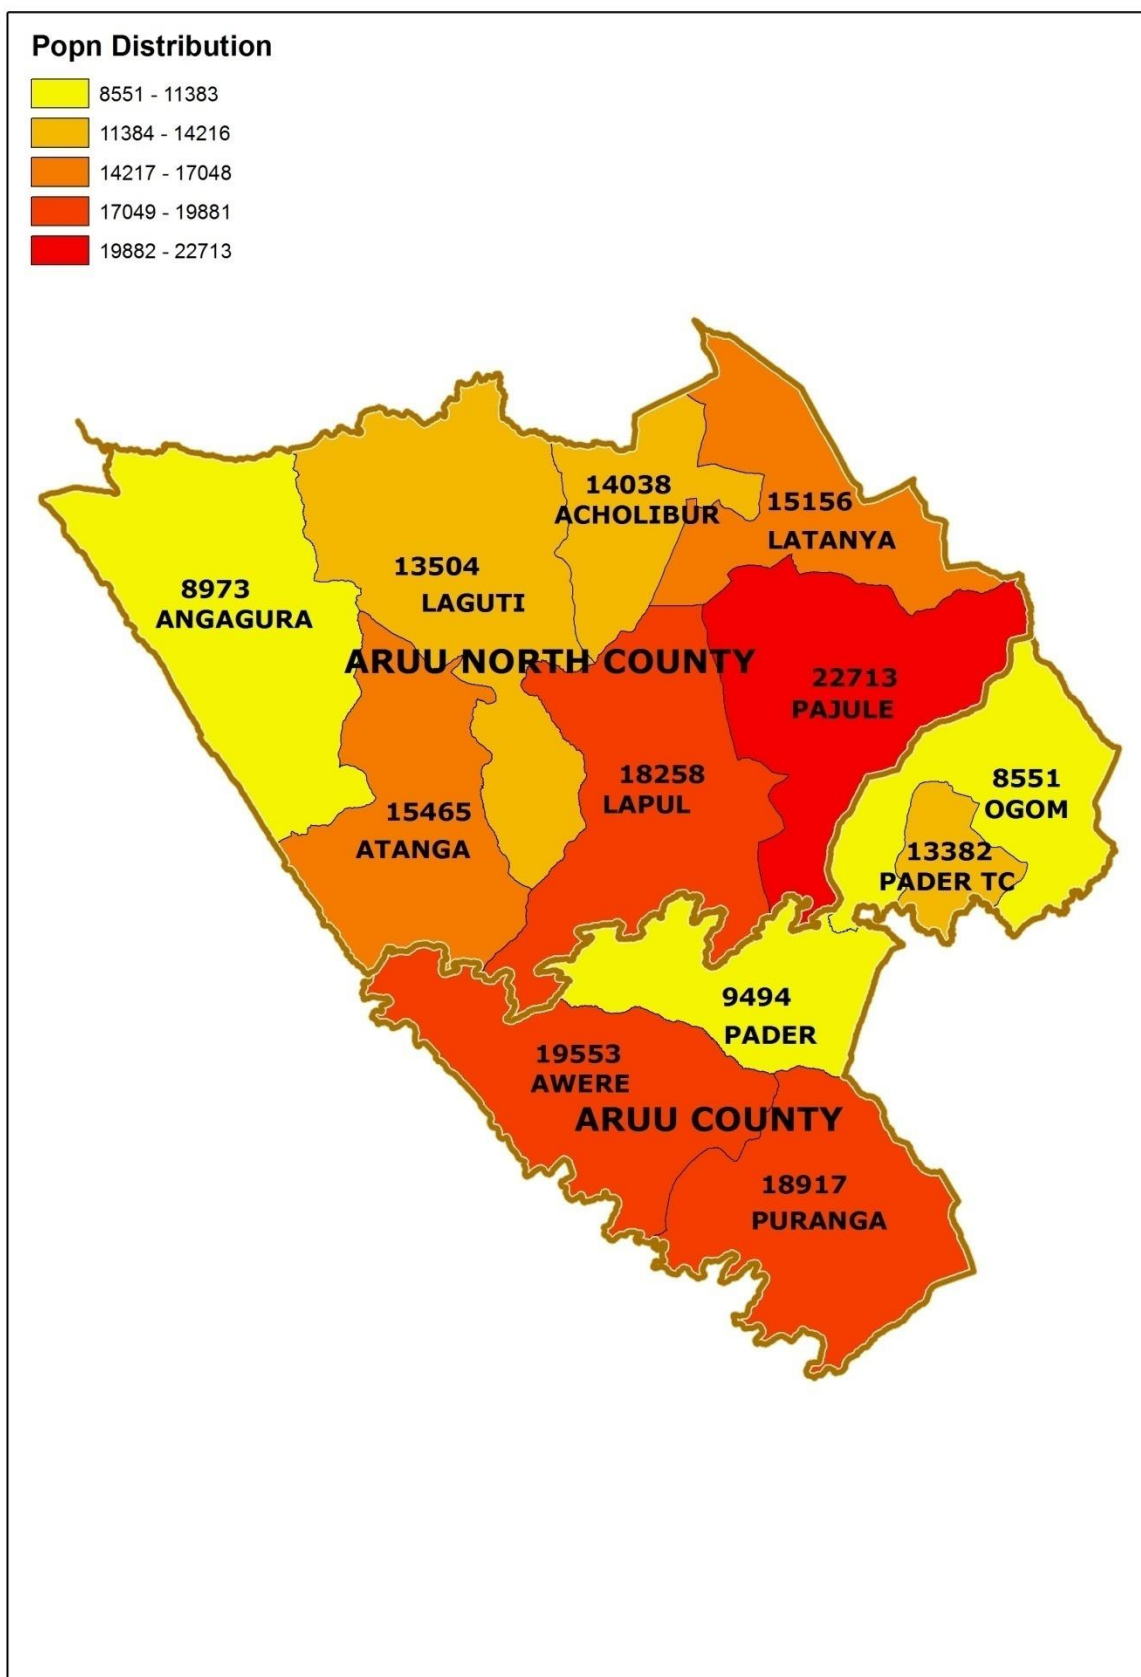 Popn Distribution
8551 - 11383
11384 - 14216
14217 - 17048
17049 - 19881
19882 - 22713
14038
ACHOLIBUR
15156
LATANYA
13504
LAGUTI
8973
ANGAGURA
ARUU NORTH COUNTY
22713
PAJULE
18258
LAPUL
8551
OGOM
15465
ATANGA
13382
PADER TC
9494
PADER
19553
AWERE
ARUU COUNTY
18917
PURANGA